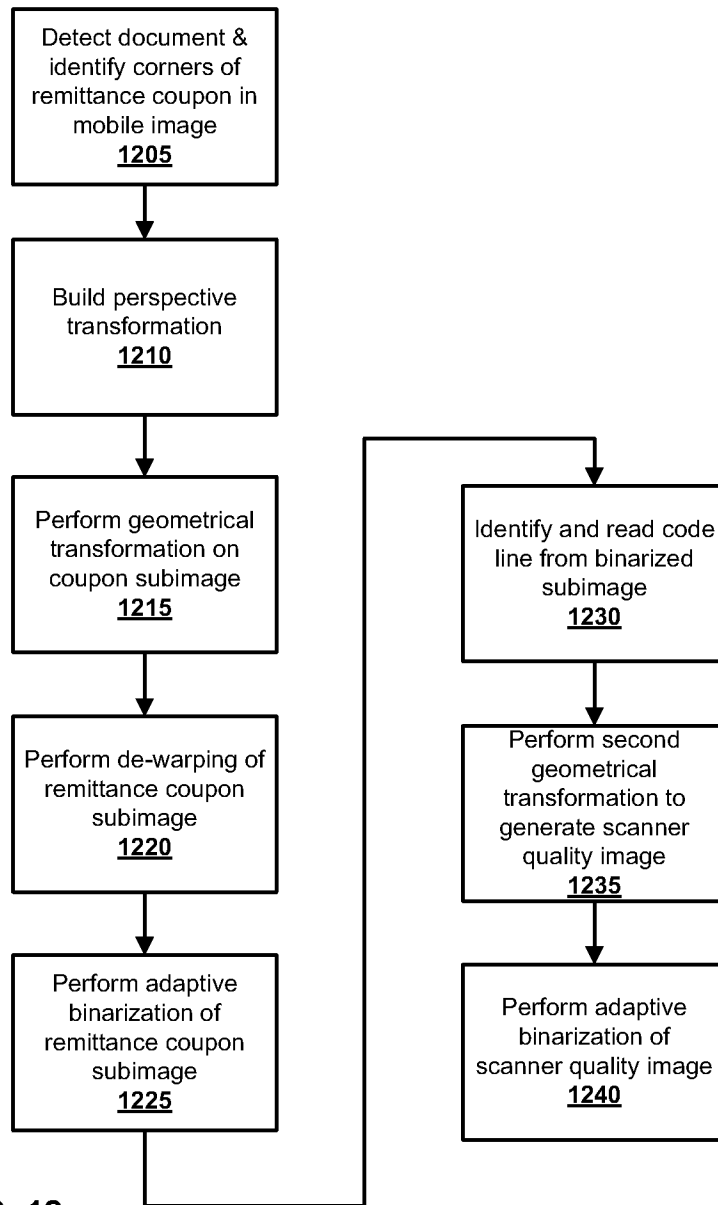 Detect document &
identify corners of
remittance coupon in
mobile image
1205
Build perspective
transformation
1210
Perform geometrical
transformation on
coupon subimage
1215
Perform de-warping of
remittance coupon
subimage
1220
Perform adaptive
binarization of
remittance coupon
subimage
1225
Identify and read code
line from binarized
subimage
1230
Perform second
geometrical
transformation to
generate scanner
quality image
1235
Perform adaptive
binarization of
scanner quality image
1240